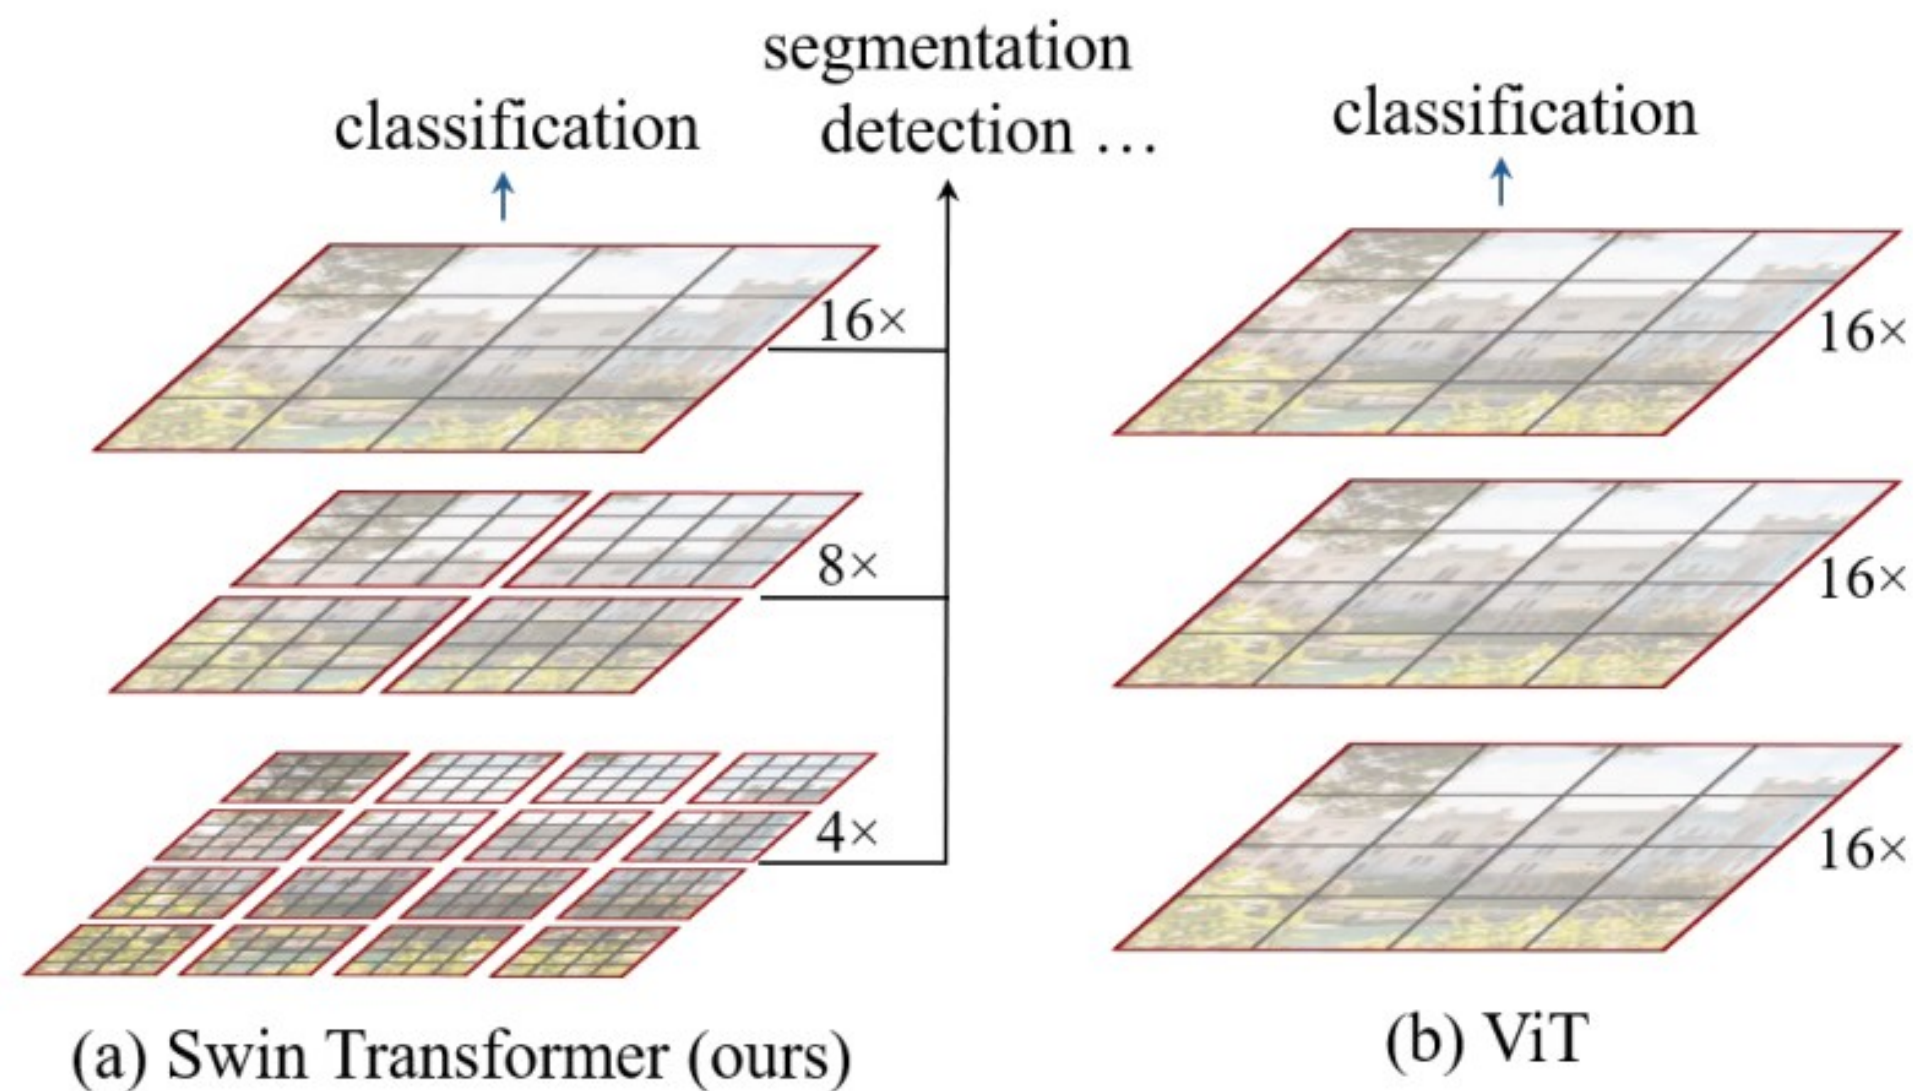 segmentation
detection …
classification
16×
8×
4×
(a) Swin Transformer (ours)
classification
16×
16×
16×
(b) ViT